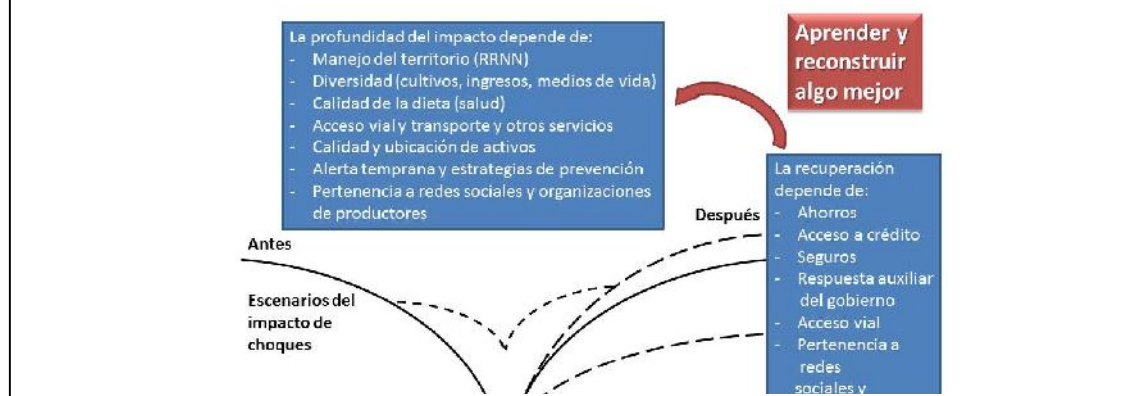 La profundidad del impacto depende de:
- Manejo del territorio (RRNN)
- Diversidad (cultivos, ingresos, medios de vida)
- Calidad de la dieta (salud)
- Acceso vial y transporte y otros servicios
- Calidad y ubicación de activos
- Alerta temprana y estrategias de prevención
- Pertenencia a redes sociales y organizaciones
de productores
Aprender y
reconstruir
algo mejor
La recuperación
depende de:
- Ahorros
- Acceso a crédito
- Seguros
- Respuesta auxiliar
del gobierno
- Acceso vial
- Pertenencia a
redes
sociales y
Después
Antes
Escenarios del
impacto de
choques